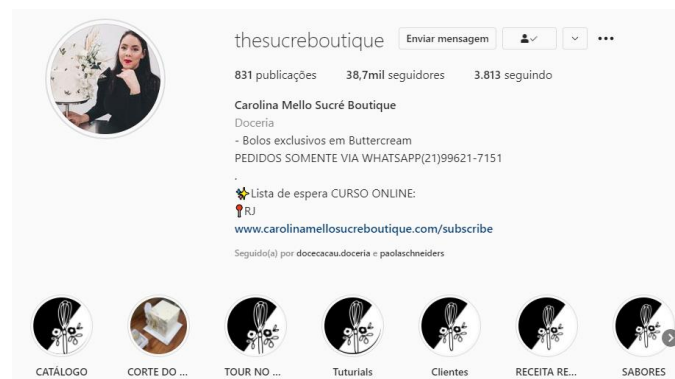 thesucreboutique Enviar mensagem
831 publicações 38,7mil seguidores 3.813 seguindo
Carolina Mello Sucré Boutique
Doceria
- Bolos exclusivos em Buttercream
PEDIDOS SOMENTE VIA WHATSAPP(21)99621-7151
.
Lista de espera CURSO ONLINE:
RJ
www.carolinamellosucreboutique.com/subscribe
Seguido(a) por docecacau.doceria e paolaschneiders
CATÁLOGO CORTE DO ... TOUR NO ... Tuturials Clientes RECEITA RE... SABORES